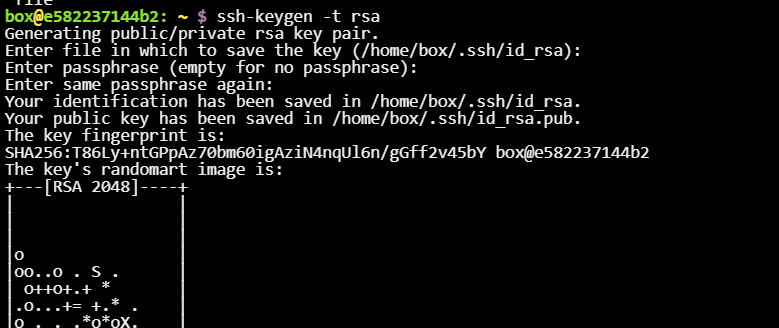 file
box@e582237144b2: ~ $ ssh-keygen -t rsa
Generating public/private rsa key pair.
Enter file in which to save the key (/home/box/.ssh/id_rsa):
Enter passphrase (empty for no passphrase):
Enter same passphrase again:
Your identification has been saved in /home/box/.ssh/id_rsa.
Your public key has been saved in /home/box/.ssh/id_rsa.pub.
The key fingerprint is:
SHA256:T86Ly+ntGPpAz70bm60igAziN4nqUl6n/gGff2v45bY box@e582237144b2
The key's randomart image is:
+---[RSA 2048]----+
|                 |
|                 |
|                 |
|o                |
|oo..o . S .      |
| o++o+.+ *       |
|.o...+= +.* .    |
|o . . .*o*oX.    |